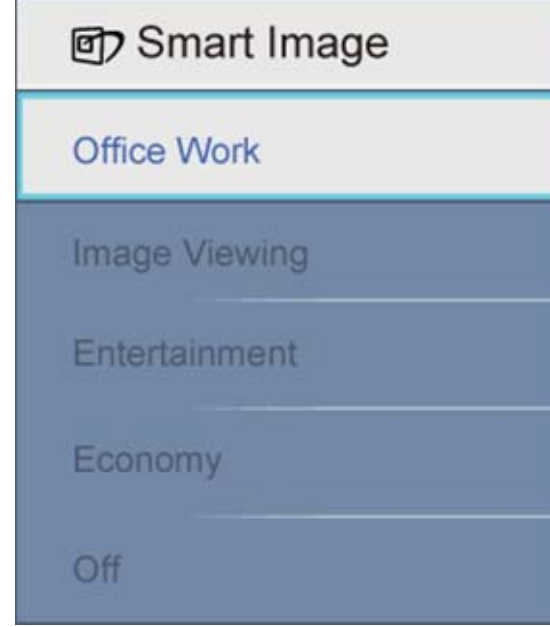 Smart Image
Office Work
Image Viewing
Entertainment
Economy
Off